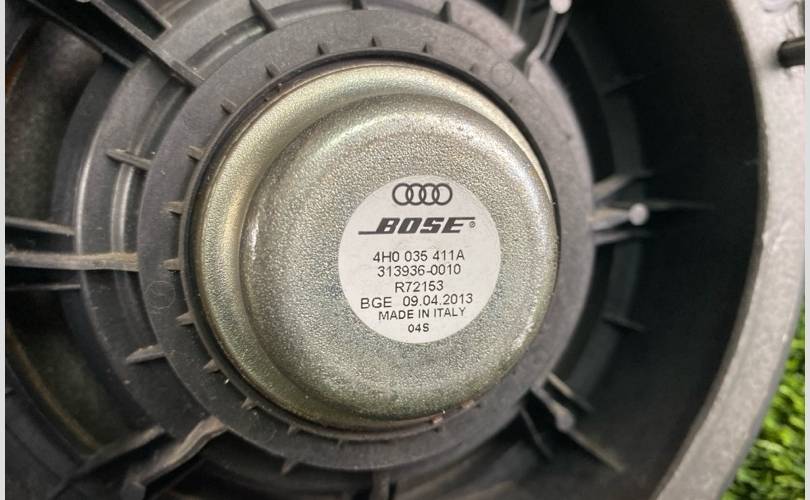 BOSE®
4H0 035 411A
313936-0010
R72153
BGE 09.04.2013
MADE IN ITALY
04S